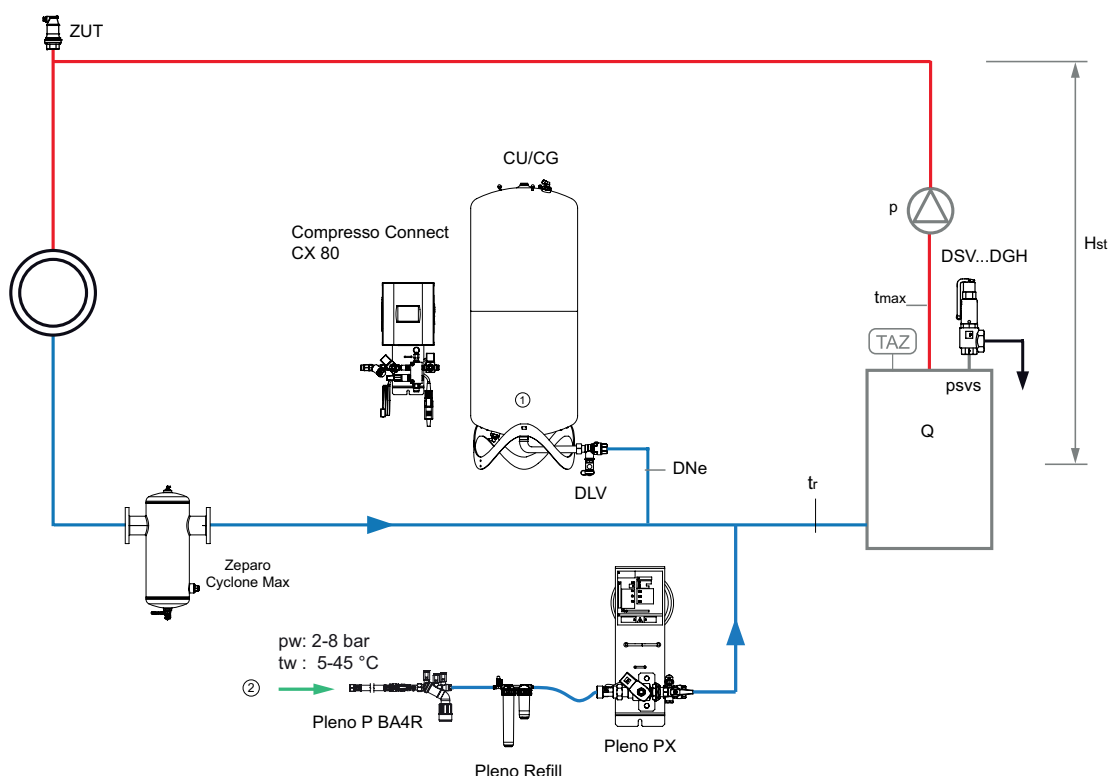 ZUT
CU/CG
Compresso Connect
CX 80
p
Hst
DSV...DGH
tmax
TAZ
psvs
①
Q
DLV
DNe
tr
Zeparo
Cyclone Max
pw: 2-8 bar
tw : 5-45 °C
②
Pleno P BA4R
Pleno PX
Pleno Refill